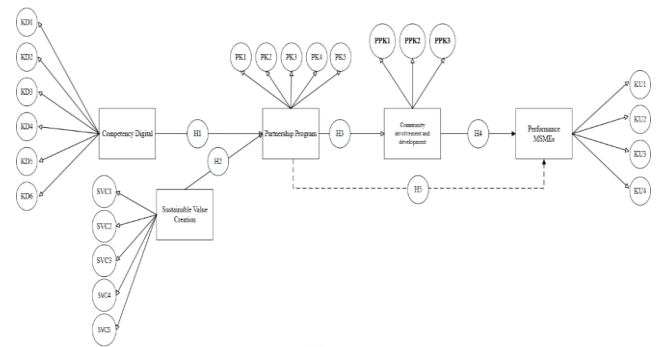 KD1
KD2
KD3
KD4
KD5
KD6
Competency Digital
SVC1
SVC2
SVC3
SVC4
SVC5
Sustainable Value
Creation
H1
H2
PK1
PK2
PK3
PK4
PK5
Partnership Program
H3
PPK1
PPK2
PPK3
Community
involvement and
development
H4
H5
Performance
MSMEs
KU1
KU2
KU3
KU4